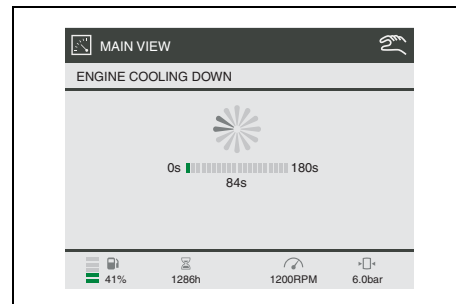 MAIN VIEW
ENGINE COOLING DOWN
0s 180s
84s
41% 1286h 1200RPM 6.0bar